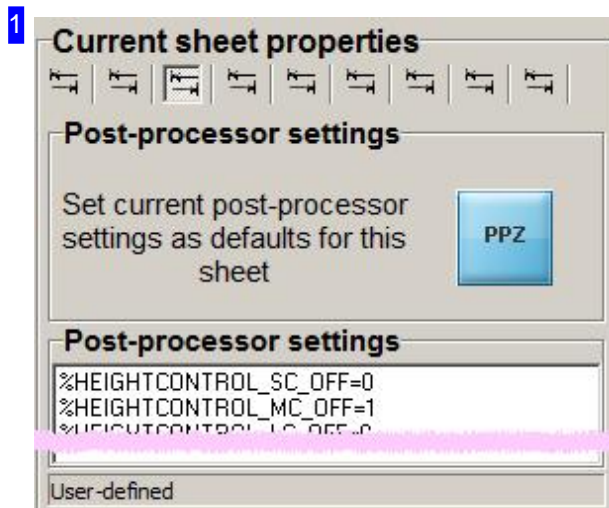 1
Current sheet properties
Post-processor settings
Set current post-processor
settings as defaults for this
sheet
PPZ
Post-processor settings
%HEIGHTCONTROL_SC_OFF=0
%HEIGHTCONTROL_MC_OFF=1
User-defined